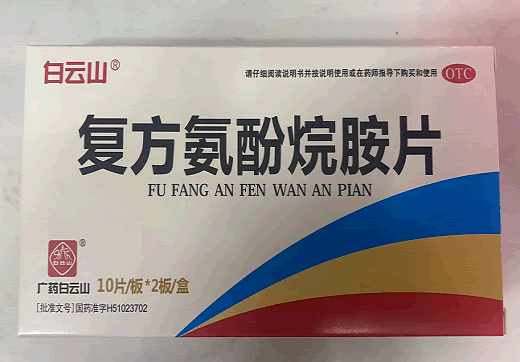 白云山®
请仔细阅读说明书并按说明使用或在药师指导下购买和使用 OTC
复方氨酚烷胺片
FU FANG AN FEN WAN AN PIAN
白云山®
广药白云山 10片/板*2板/盒
[批准文号]国药准字H51023702